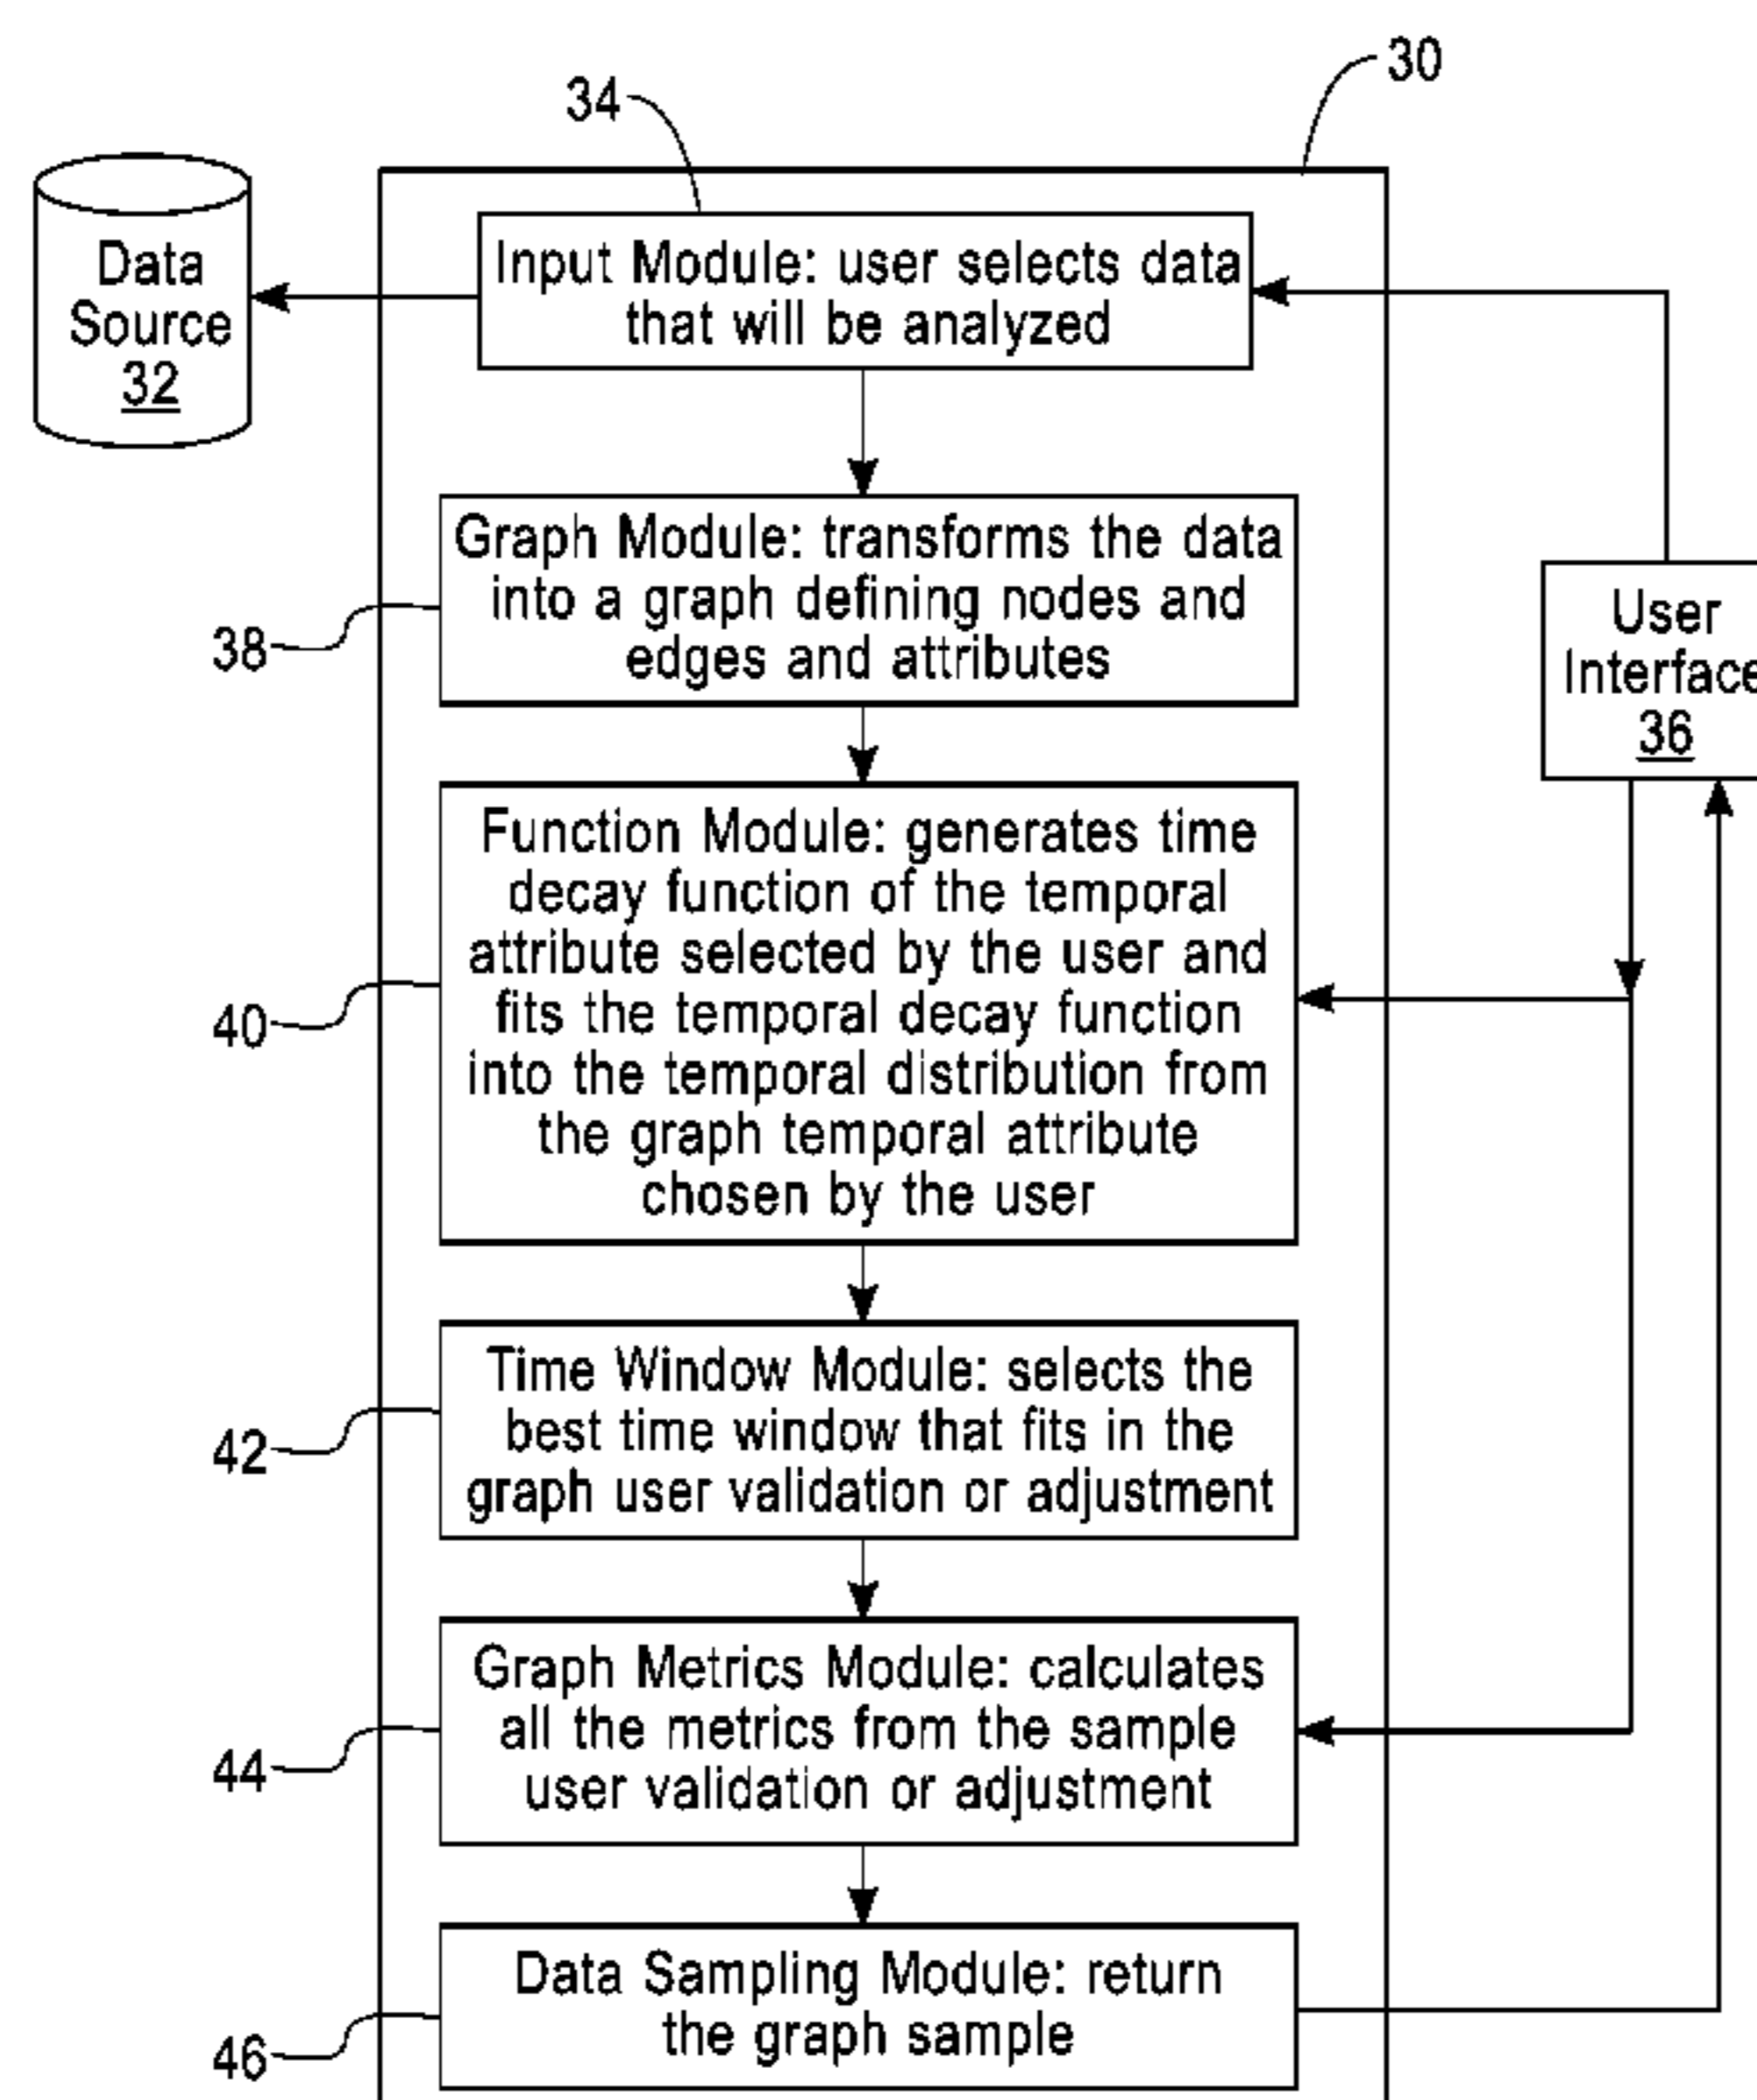 30
34
Data
Source
32
Input Module: user selects data
that will be analyzed
Graph Module: transforms the data
into a graph defining nodes and
edges and attributes
38
User
Interface
36
Function Module: generates time
decay function of the temporal
attribute selected by the user and
fits the temporal decay function
into the temporal distribution from
the graph temporal attribute
chosen by the user
40
Time Window Module: selects the
best time window that fits in the
graph user validation or adjustment
42
Graph Metrics Module: calculates
all the metrics from the sample
user validation or adjustment
44
Data Sampling Module: return
the graph sample
46